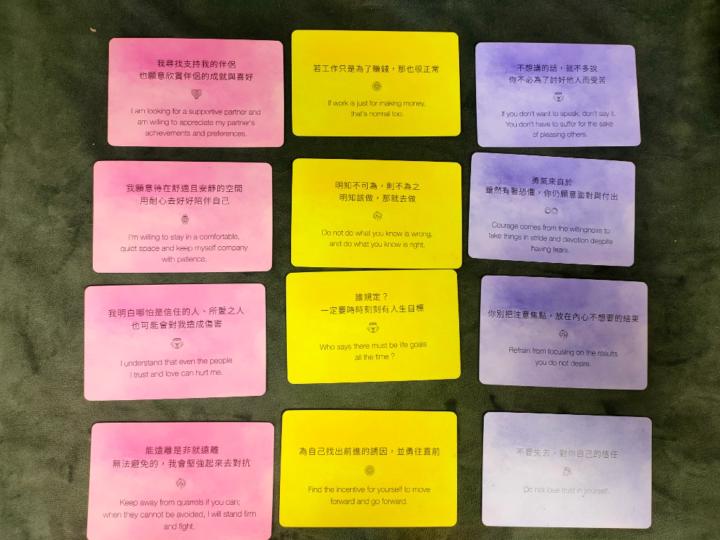 我尋找支持我的伴侶
也願意欣賞伴侶的成就與喜好
I am looking for a supportive partner and
am willing to appreciate my partner's
achievements and preferences.
若工作只是為了賺錢，那也很正常
If work is just for making money,
that's normal too.
不想講的話，就不多說
你不必為了討好他人而受苦
If you don't want to speak, don't say it.
You don't have to suffer for the sake
of pleasing others.
我願意待在舒適且安靜的空間
用耐心去好好陪伴自己
I'm willing to stay in a comfortable,
quiet space and keep myself company
with patience.
明知不可為，則不為之
明知該做，那就去做
Do not do what you know is wrong,
and do what you know is right.
勇氣來自於
雖然有著恐懼，你仍願意面對與付出
Courage comes from the willingness to
take things in stride and devotion despite
having fears.
我明白哪怕是信任的人、所愛之人
也可能會對我造成傷害
I understand that even the people
I trust and love can hurt me.
誰規定？
一定要時時刻刻有人生目標
Who says there must be life goals
all the time ?
你別把注意焦點，放在內心不想要的結果
Refrain from focusing on the results
you do not desire.
能遠離是非就遠離
無法避免的，我會堅強起來去對抗
Keep away from quarrels if you can;
when they cannot be avoided, I will stand firm
and fight.
為自己找出前進的誘因，並勇往直前
Find the incentive for yourself to move
forward and go forward.
不要失去，對你自己的信任
Do not lose trust in yourself.